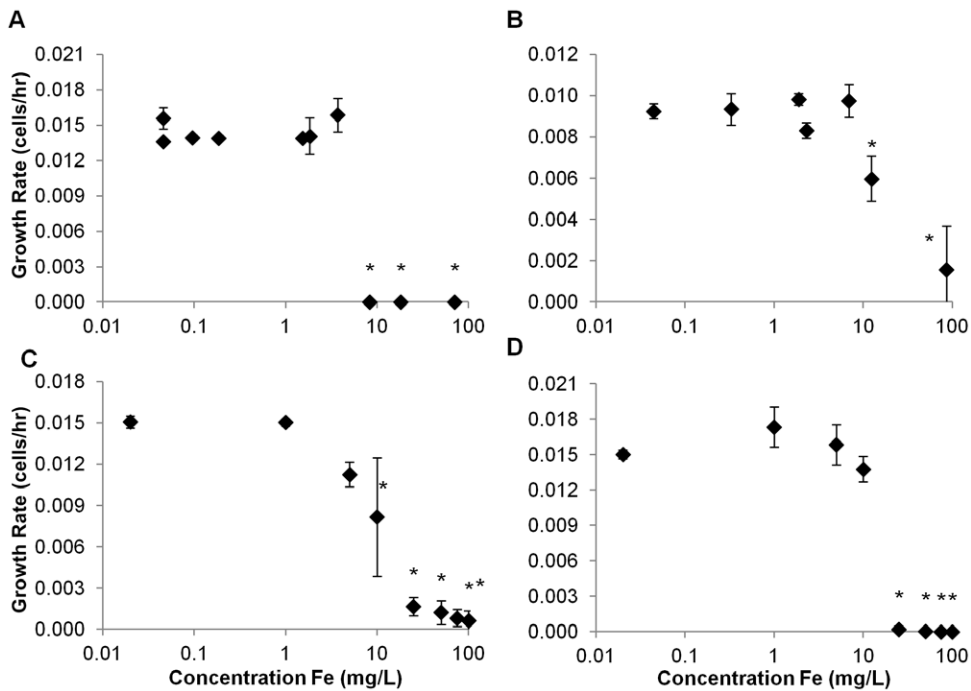 A
Growth Rate (cells/hr)
0.021
0.018
0.015
0.012
0.009
0.006
0.003
0.000
* * *
0.01 0.1 1 10 100
B
0.012
0.010
0.008
0.006
0.004
0.002
0.000
*
*
0.01 0.1 1 10 100
C
Growth Rate (cells/hr)
0.018
0.015
0.012
0.009
0.006
0.003
0.000
*
* * * *
0.01 0.1 1 10 100
Concentration Fe (mg/L)
D
0.021
0.018
0.015
0.012
0.009
0.006
0.003
0.000
* * * *
0.01 0.1 1 10 100
Concentration Fe (mg/L)